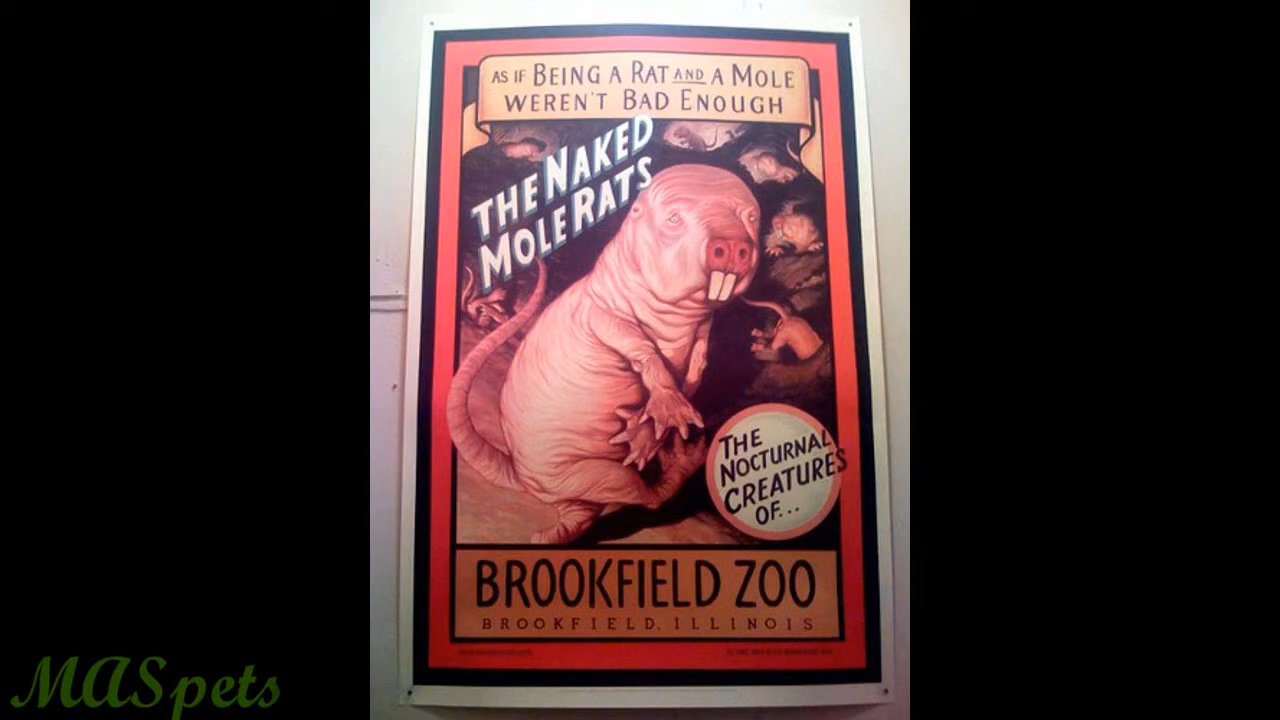 AS IF BEING A RAT AND A MOLE
WEREN'T BAD ENOUGH
THE NAKED
MOLE RATS
THE
NOCTURNAL
CREATURES
OF...
BROOKFIELD ZOO
BROOKFIELD, ILLINOIS
MASpets